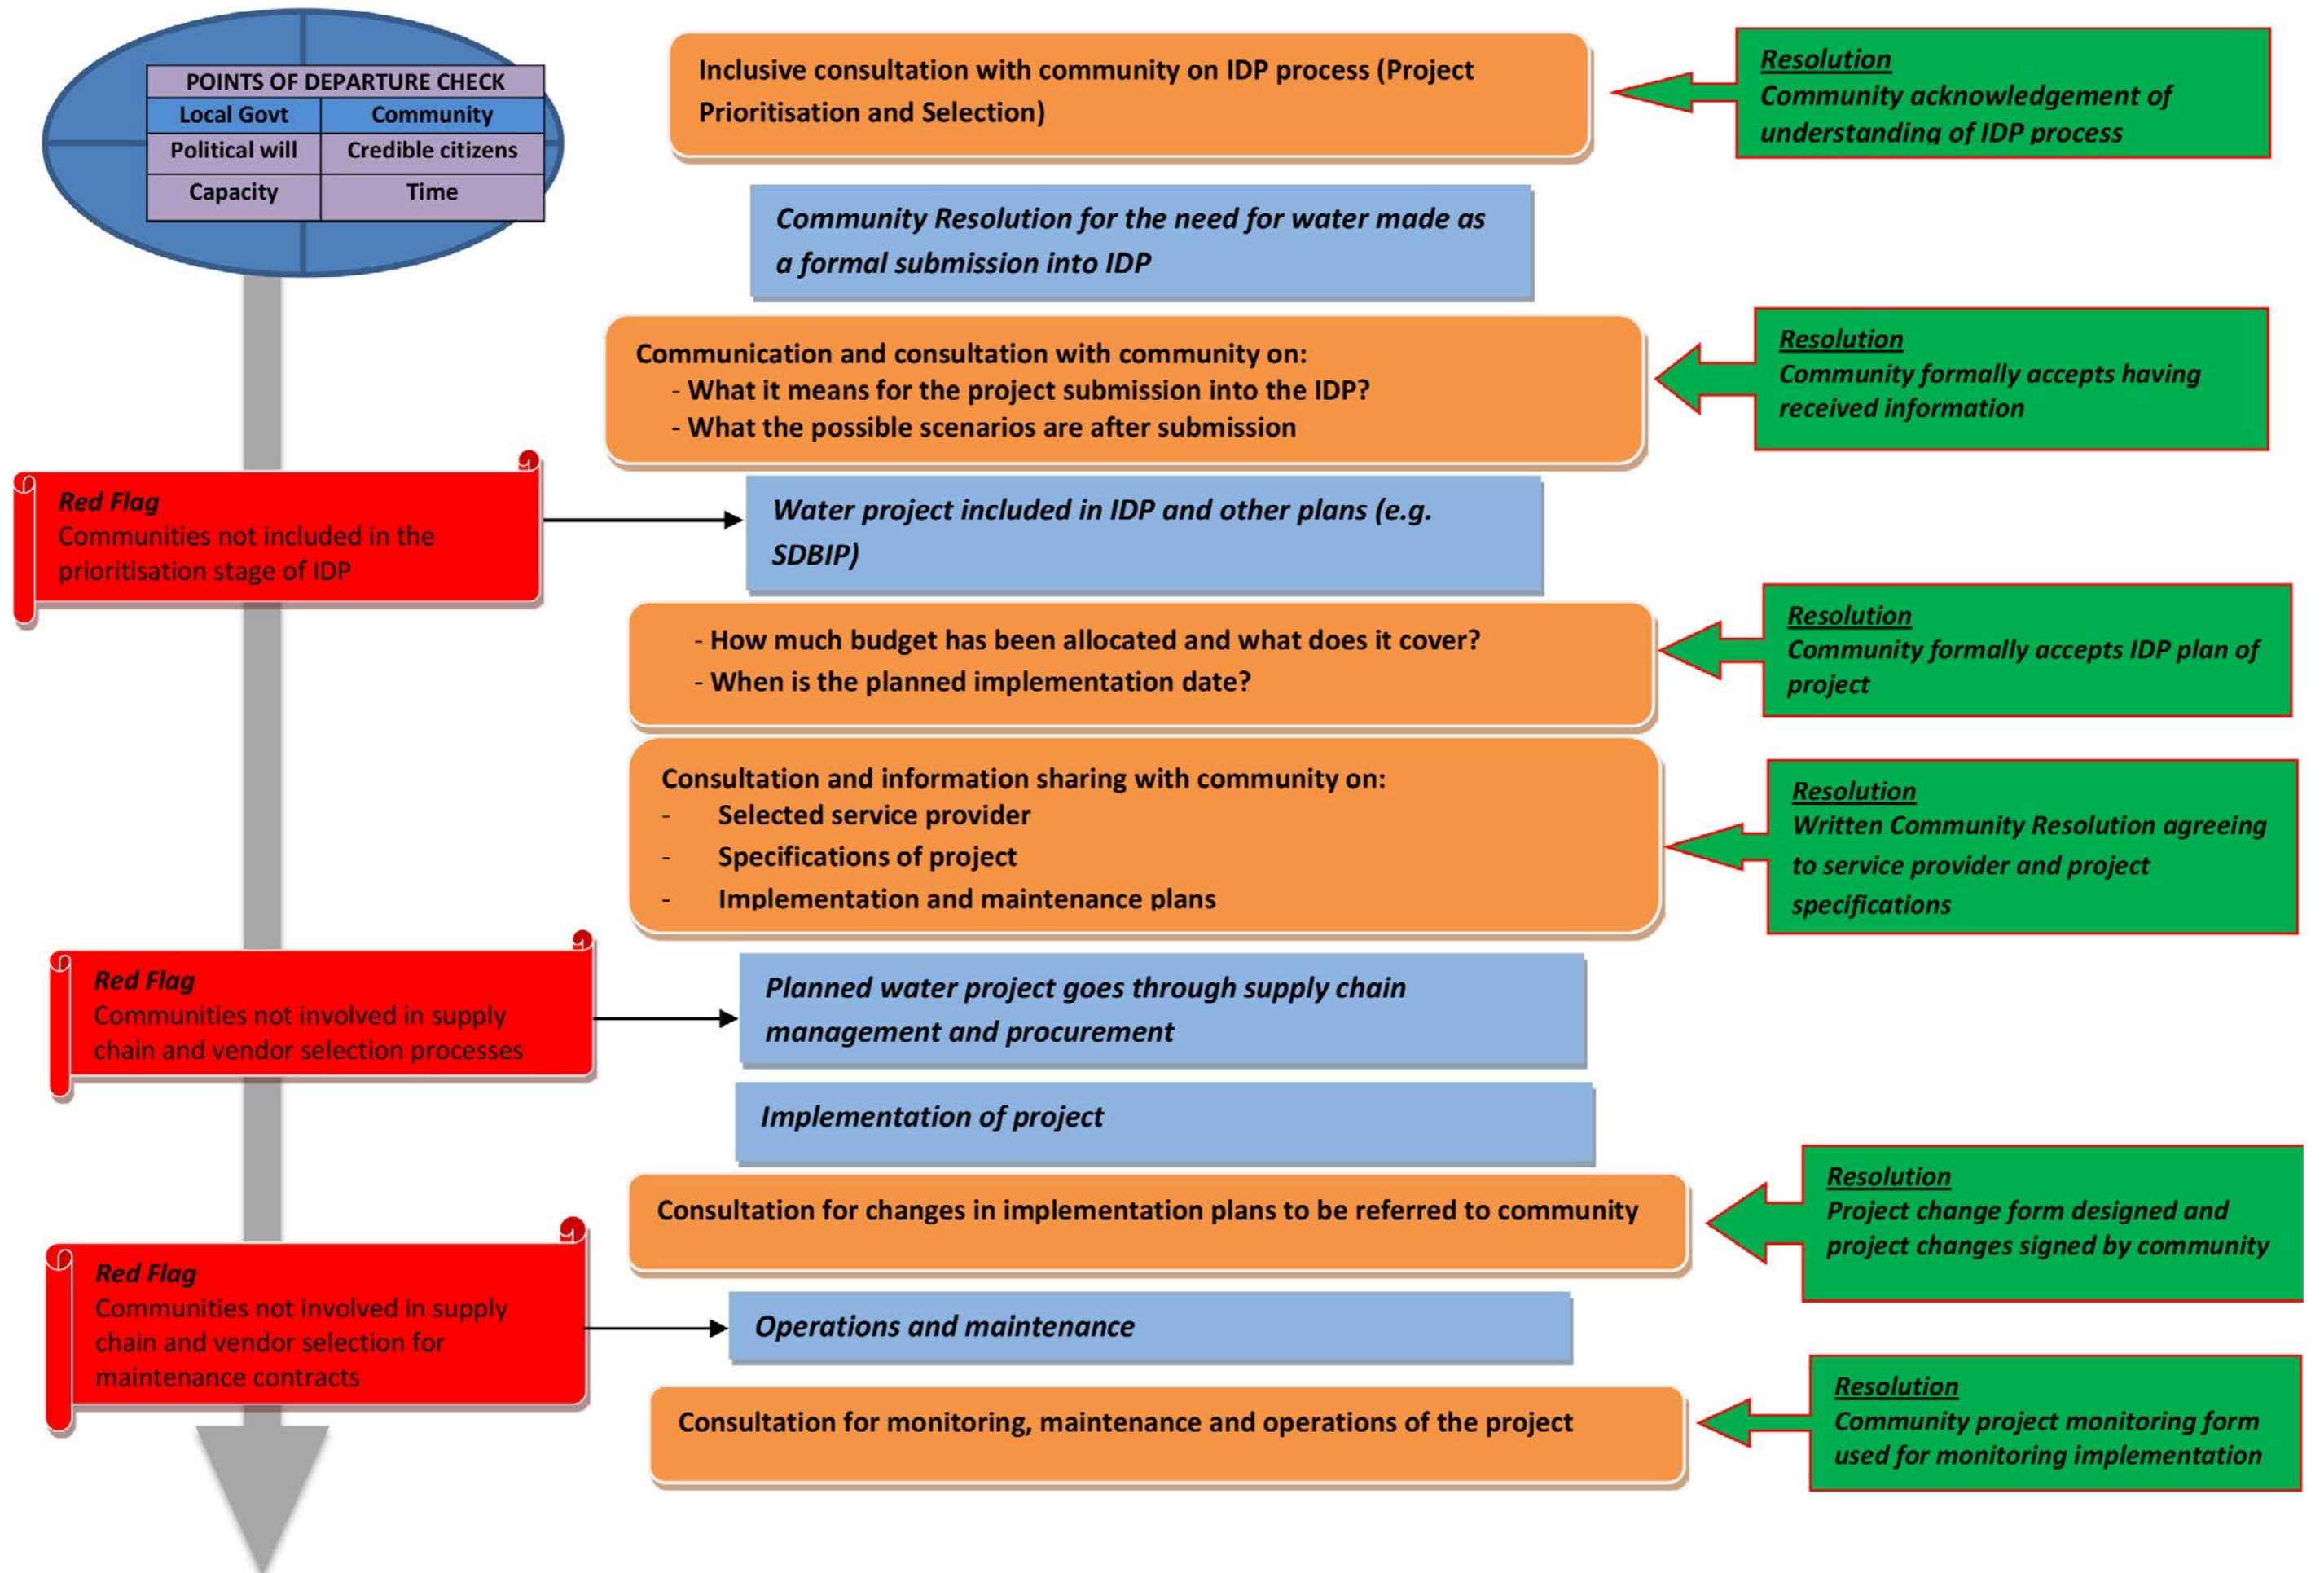 POINTS OF DEPARTURE CHECK
Local Govt Community
Political will Credible citizens
Capacity Time
Inclusive consultation with community on IDP process (Project
Prioritisation and Selection)
Resolution
Community acknowledgement of
understanding of IDP process
Community Resolution for the need for water made as
a formal submission into IDP
Communication and consultation with community on:
- What it means for the project submission into the IDP?
- What the possible scenarios are after submission
Resolution
Community formally accepts having
received information
Red Flag
Communities not included in the
prioritisation stage of IDP
Water project included in IDP and other plans (e.g.
SDBIP)
- How much budget has been allocated and what does it cover?
- When is the planned implementation date?
Resolution
Community formally accepts IDP plan of
project
Consultation and information sharing with community on:
- Selected service provider
- Specifications of project
- Implementation and maintenance plans
Resolution
Written Community Resolution agreeing
to service provider and project
specifications
Red Flag
Communities not involved in supply
chain and vendor selection processes
Planned water project goes through supply chain
management and procurement
Implementation of project
Consultation for changes in implementation plans to be referred to community
Resolution
Project change form designed and
project changes signed by community
Red Flag
Communities not involved in supply
chain and vendor selection for
maintenance contracts
Operations and maintenance
Consultation for monitoring, maintenance and operations of the project
Resolution
Community project monitoring form
used for monitoring implementation